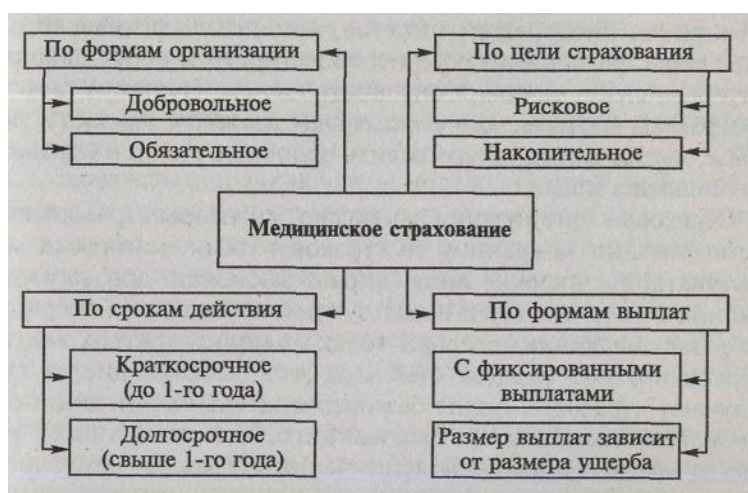 По формам организации
Добровольное
Обязательное
По цели страхования
Рисковое
Накопительное
Медицинское страхование
По срокам действия
Краткосрочное
(до 1-го года)
Долгосрочное
(свыше 1-го года)
По формам выплат
С фиксированными
выплатами
Размер выплат зависит
от размера ущерба